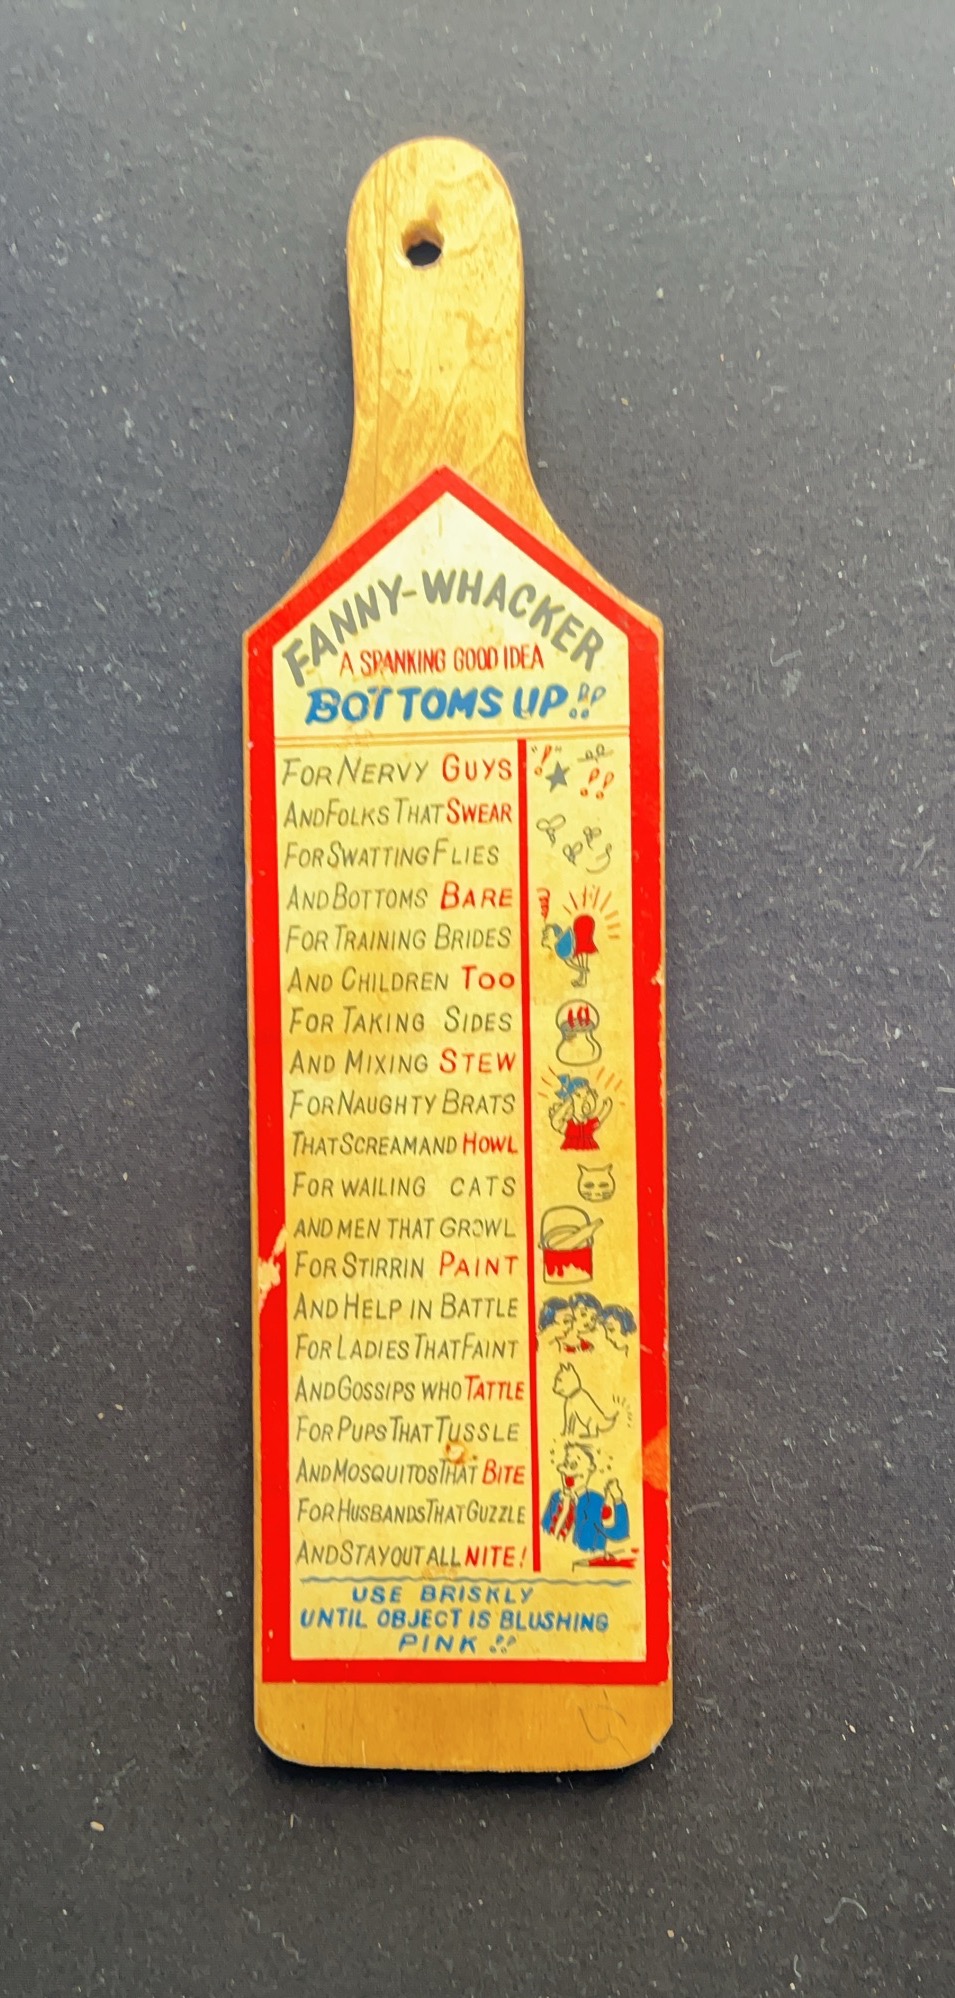 FANNY-WHACKER
A SPANKING GOOD IDEA
BOTTOMS UP!!
FOR NERVY GUYS
AND FOLKS THAT SWEAR
FOR SWATTING FLIES
AND BOTTOMS BARE
FOR TRAINING BRIDES
AND CHILDREN TOO
FOR TAKING SIDES
AND MIXING STEW
FOR NAUGHTY BRATS
THAT SCREAM AND HOWL
FOR WAILING CATS
AND MEN THAT GROWL
FOR STIRRIN PAINT
AND HELP IN BATTLE
FOR LADIES THAT FAINT
AND GOSSIPS WHO TATTLE
FOR PUPS THAT TUSSLE
AND MOSQUITOS THAT BITE
FOR HUSBANDS THAT GUZZLE
AND STAY OUT ALL NITE!
USE BRISKLY
UNTIL OBJECT IS BLUSHING
PINK!!